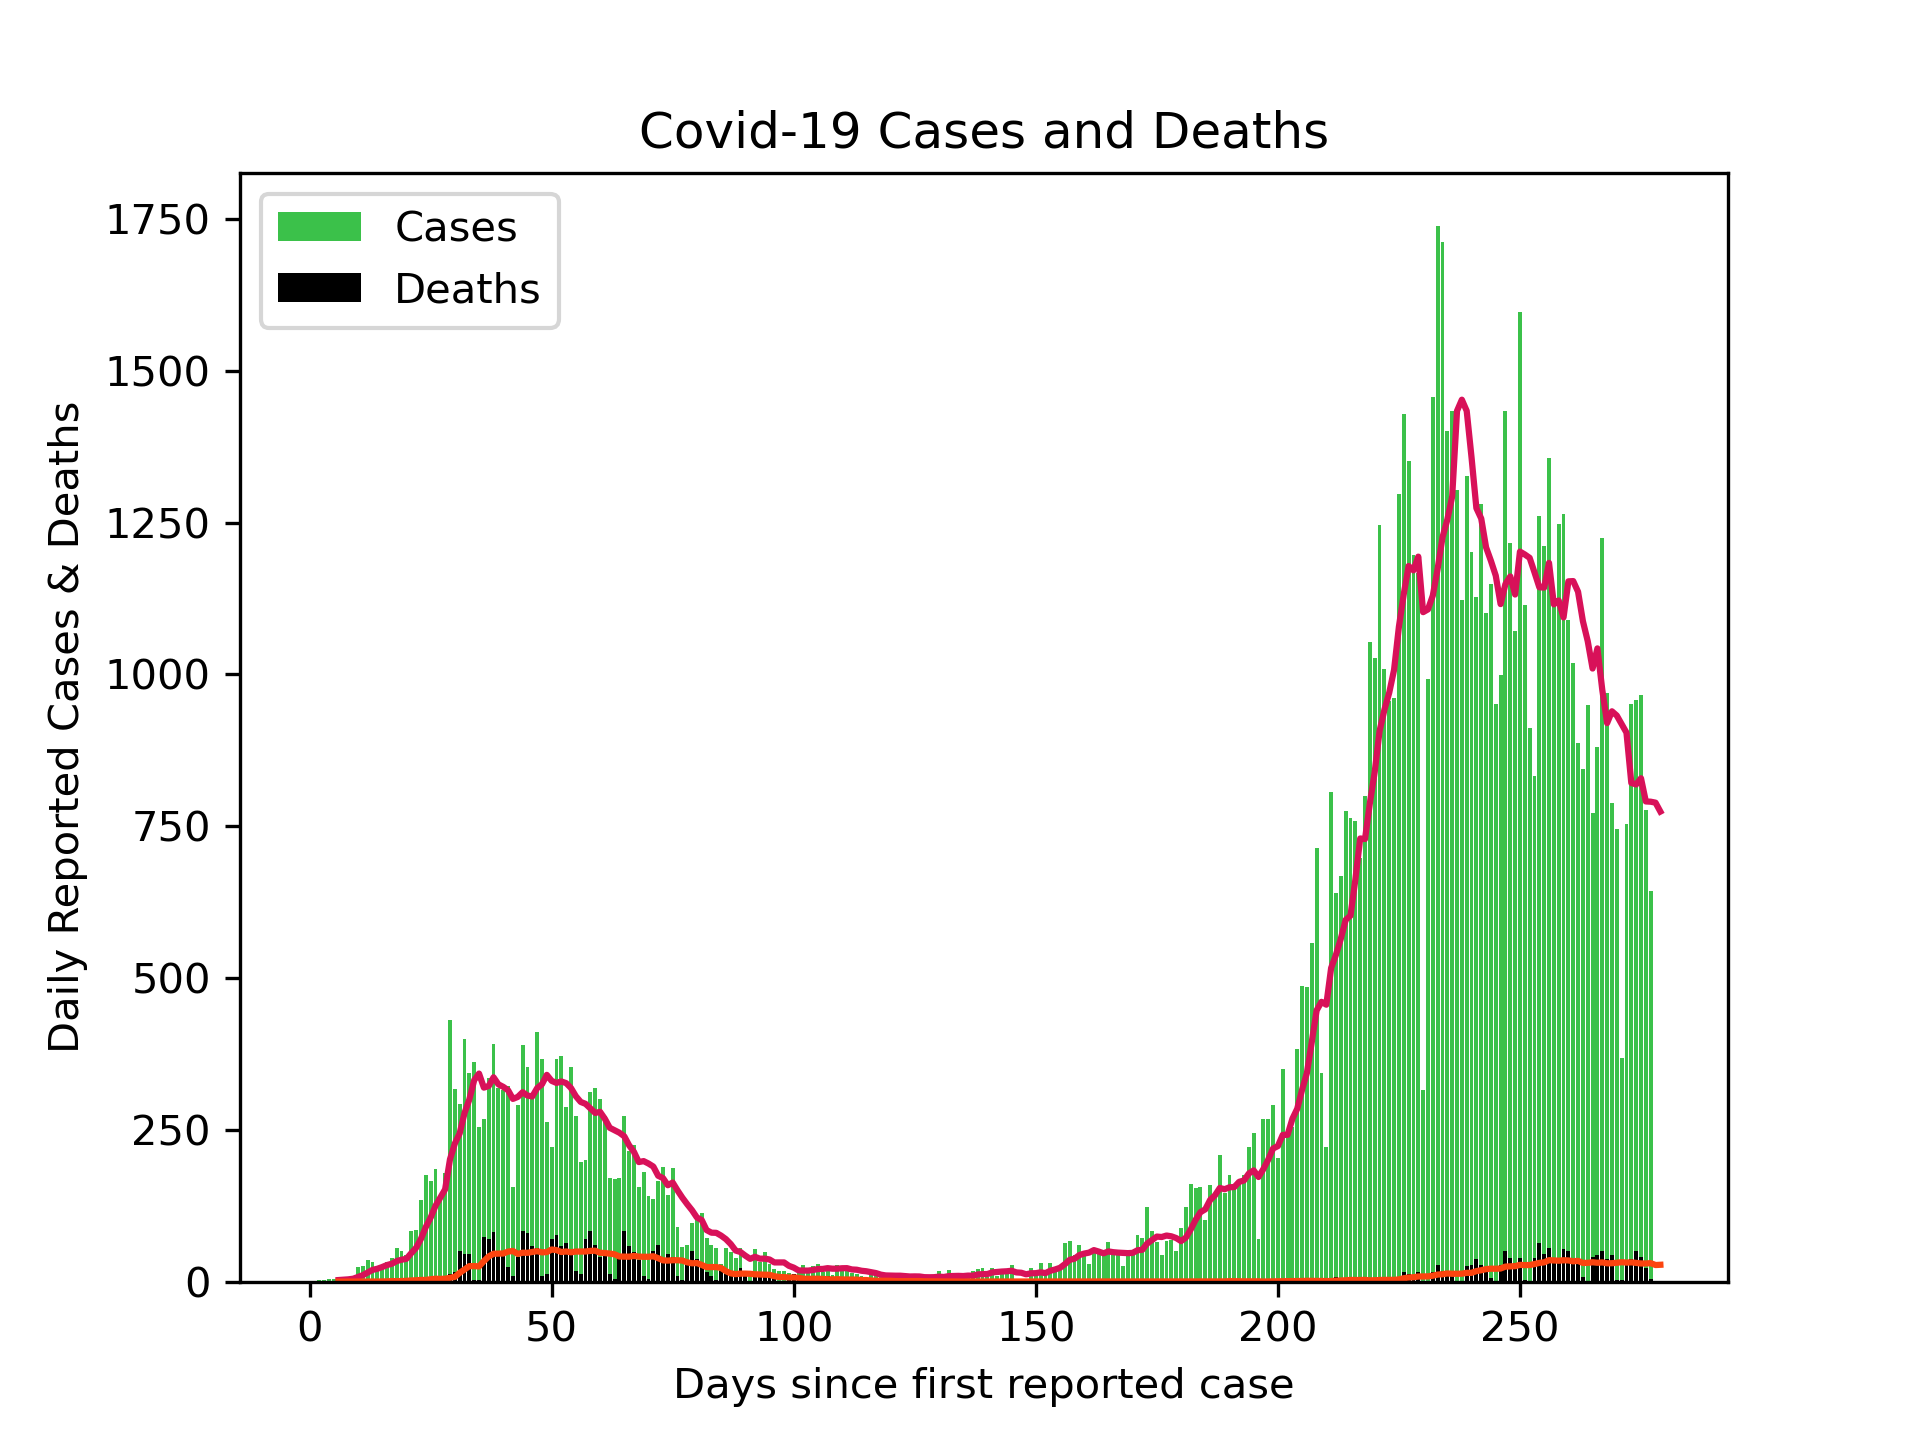 Covid-19 Cases and Deaths
Cases
Deaths
1750
1500
1250
1000
750
500
250
0
Daily Reported Cases & Deaths
0 50 100 150 200 250
Days since first reported case